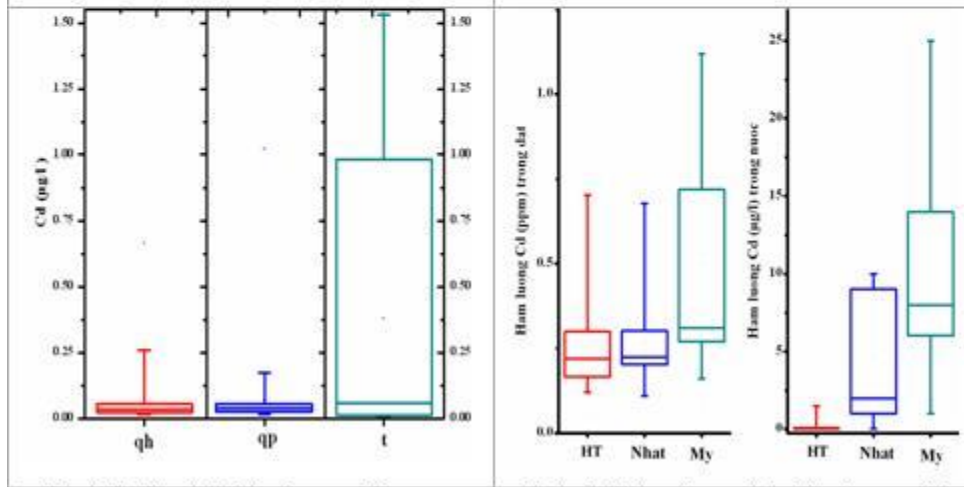 1.50
1.25
1.00
0.75
0.50
0.25
0.00
Cd (µg/l)
qh
qp
t
1.50
1.25
1.00
0.75
0.50
0.25
0.00
Ham luong Cd (ppm) trong dat
1.0
0.5
0.0
HT
Nhat
My
Ham luong Cd (µg/l) trong nuoc
25
20
15
10
5
0
HT
Nhat
My